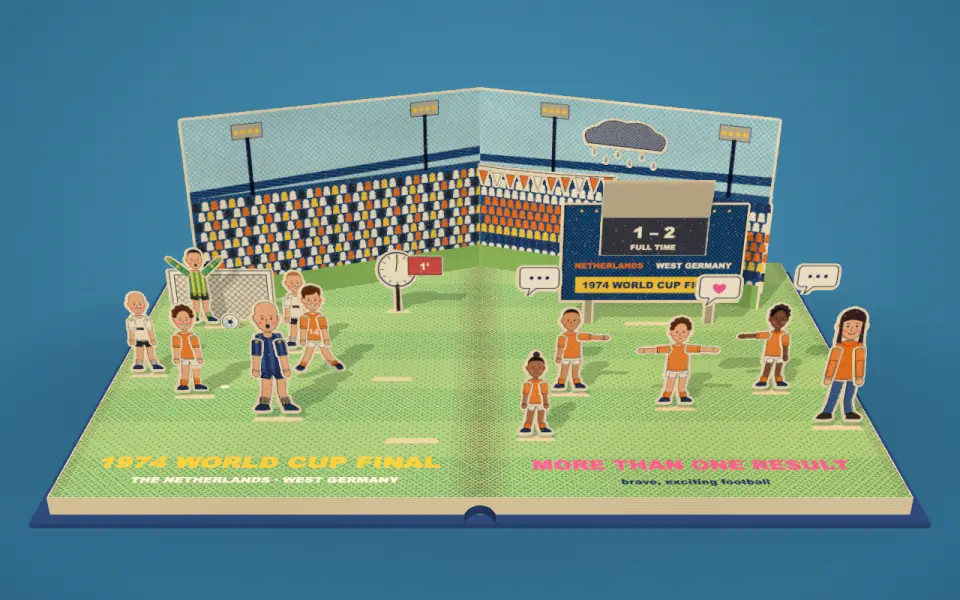 1'
1 – 2
FULL TIME
NETHERLANDS WEST GERMANY
1974 WORLD CUP
14
1974 WORLD CUP FINAL
THE NETHERLANDS · WEST GERMANY
MORE THAN ONE RESULT
brave, exciting football